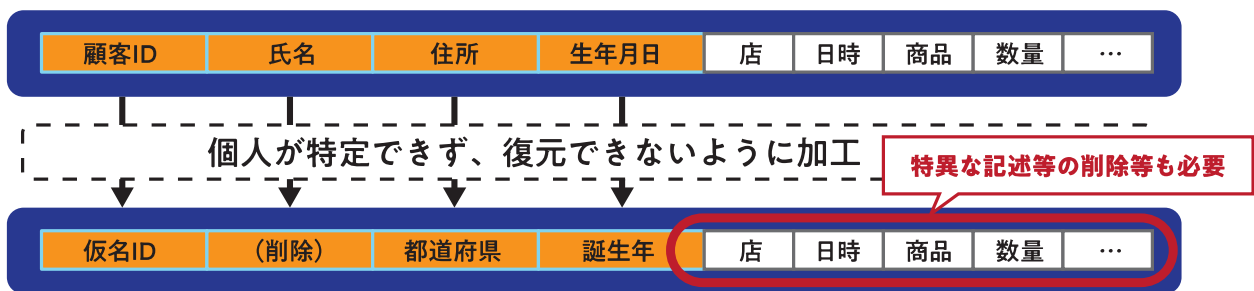 顧客ID 氏名 住所 生年月日 店 日時 商品 数量 …
個人が特定できず、復元できないように加工
特異な記述等の削除等も必要
仮名ID (削除) 都道府県 誕生年 店 日時 商品 数量 …